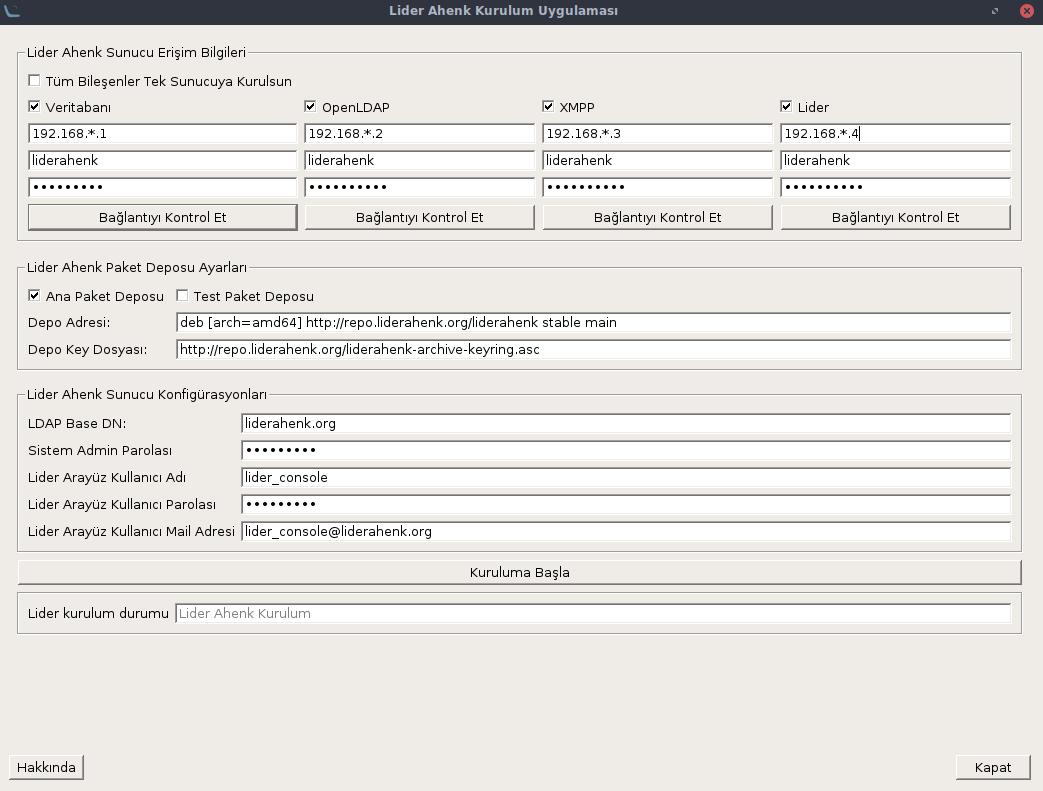 Lider Ahenk Kurulum Uygulaması
Lider Ahenk Sunucu Erişim Bilgileri
Tüm Bileşenler Tek Sunucuya Kurulsun
Veritabanı OpenLDAP XMPP Lider
192.168.*.1 192.168.*.2 192.168.*.3 192.168.*.4
liderahenk liderahenk liderahenk liderahenk
••••••••• •••••••••• •••••••••• ••••••••••
Bağlantıyı Kontrol Et Bağlantıyı Kontrol Et Bağlantıyı Kontrol Et Bağlantıyı Kontrol Et
Lider Ahenk Paket Deposu Ayarları
Ana Paket Deposu Test Paket Deposu
Depo Adresi: deb [arch=amd64] http://repo.liderahenk.org/liderahenk stable main
Depo Key Dosyası: http://repo.liderahenk.org/liderahenk-archive-keyring.asc
Lider Ahenk Sunucu Konfigürasyonları
LDAP Base DN: liderahenk.org
Sistem Admin Parolası •••••••••
Lider Arayüz Kullanıcı Adı lider_console
Lider Arayüz Kullanıcı Parolası •••••••••
Lider Arayüz Kullanıcı Mail Adresi lider_console@liderahenk.org
Kuruluma Başla
Lider kurulum durumu Lider Ahenk Kurulum
Hakkında Kapat